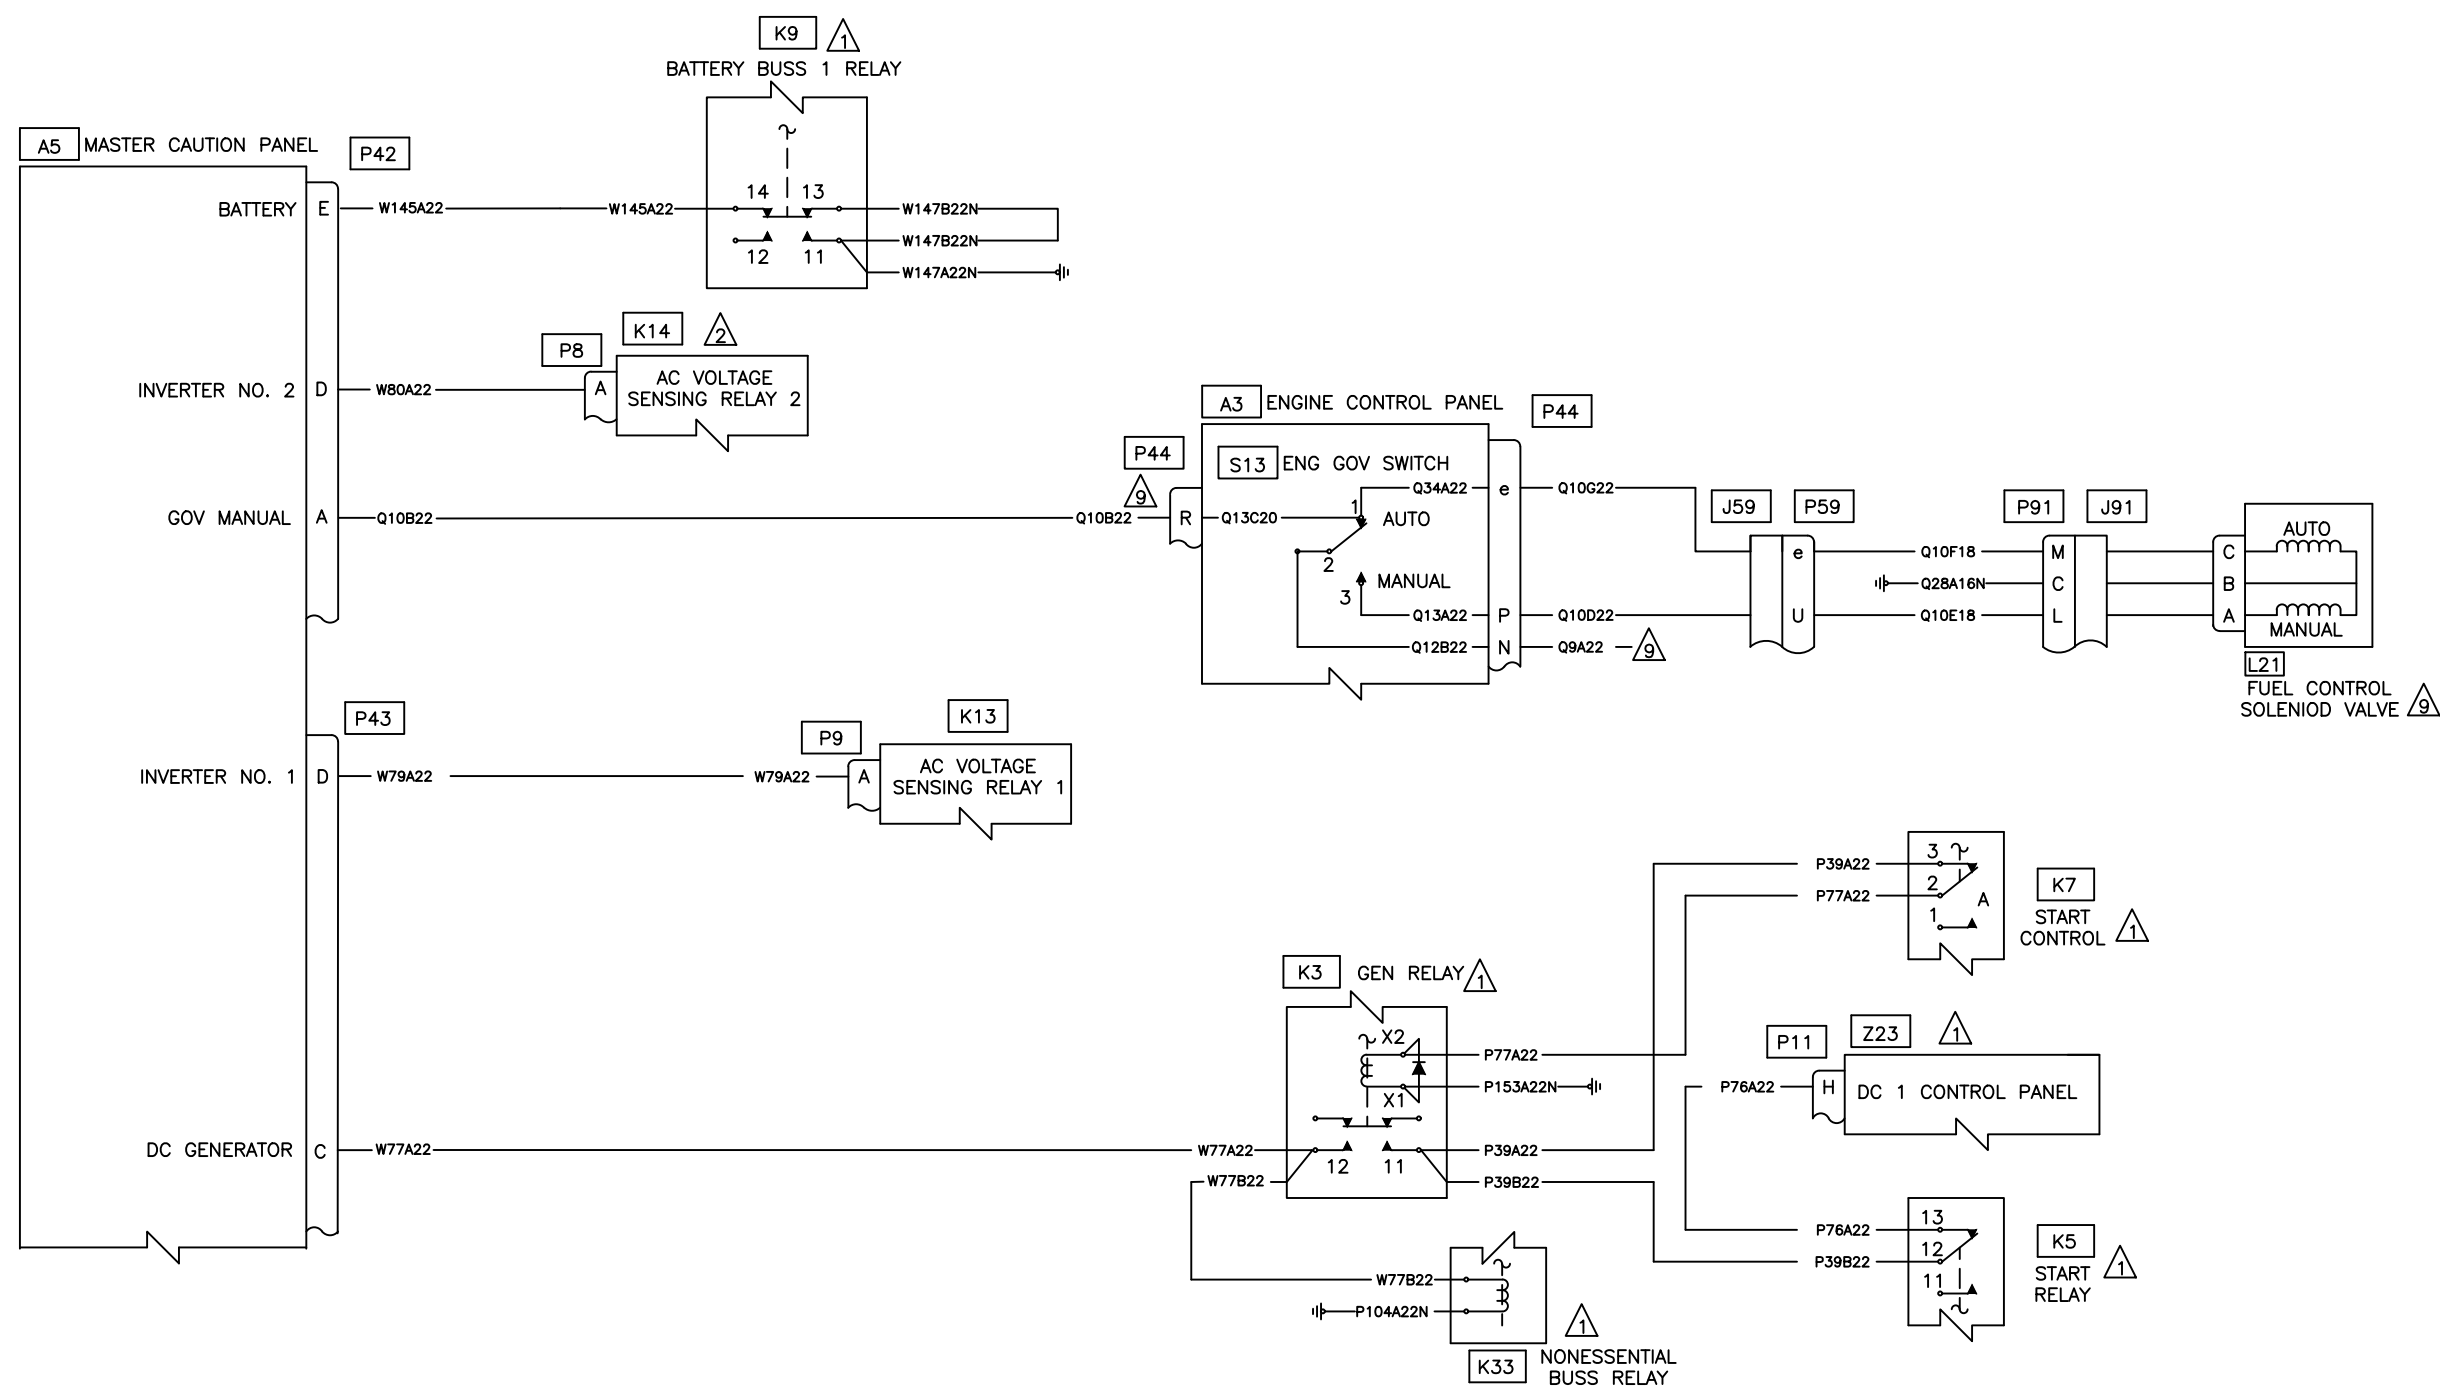 K9 1
BATTERY BUSS 1 RELAY
A5 MASTER CAUTION PANEL P42
14 13
BATTERY E W145A22 W145A22 W147B22N
W147B22N
12 11
W147A22N
K14 2
P8
AC VOLTAGE
SENSING RELAY 2
INVERTER NO. 2 D W80A22 A
A3 ENGINE CONTROL PANEL P44
P44 9
S13 ENG GOV SWITCH
Q34A22 e Q10G22
GOV MANUAL A Q10B22 Q10B22 R Q13C20 1 AUTO
J59 P59 P91 J91
2
MANUAL
3
Q13A22 P Q10D22
Q12B22 N Q9A22 9
e Q10F18 M C AUTO
Q28A16N C B
U Q10E18 L A MANUAL
L21
FUEL CONTROL
SOLENIOD VALVE 9
P43
K13
P9
AC VOLTAGE
SENSING RELAY 1
INVERTER NO. 1 D W79A22 W79A22 A
P39A22 3
P77A22 2
A
1
K7
START
CONTROL 1
K3 GEN RELAY 1
X2
P77A22
P153A22N
X1
P11 Z23 1
P76A22 H DC 1 CONTROL PANEL
DC GENERATOR C W77A22 W77A22 P39A22
12 11
W77B22 P39B22
P76A22 13
P39B22 12
11
K5
START
RELAY 1
W77B22
P104A22N
1
K33 NONESSENTIAL
BUSS RELAY